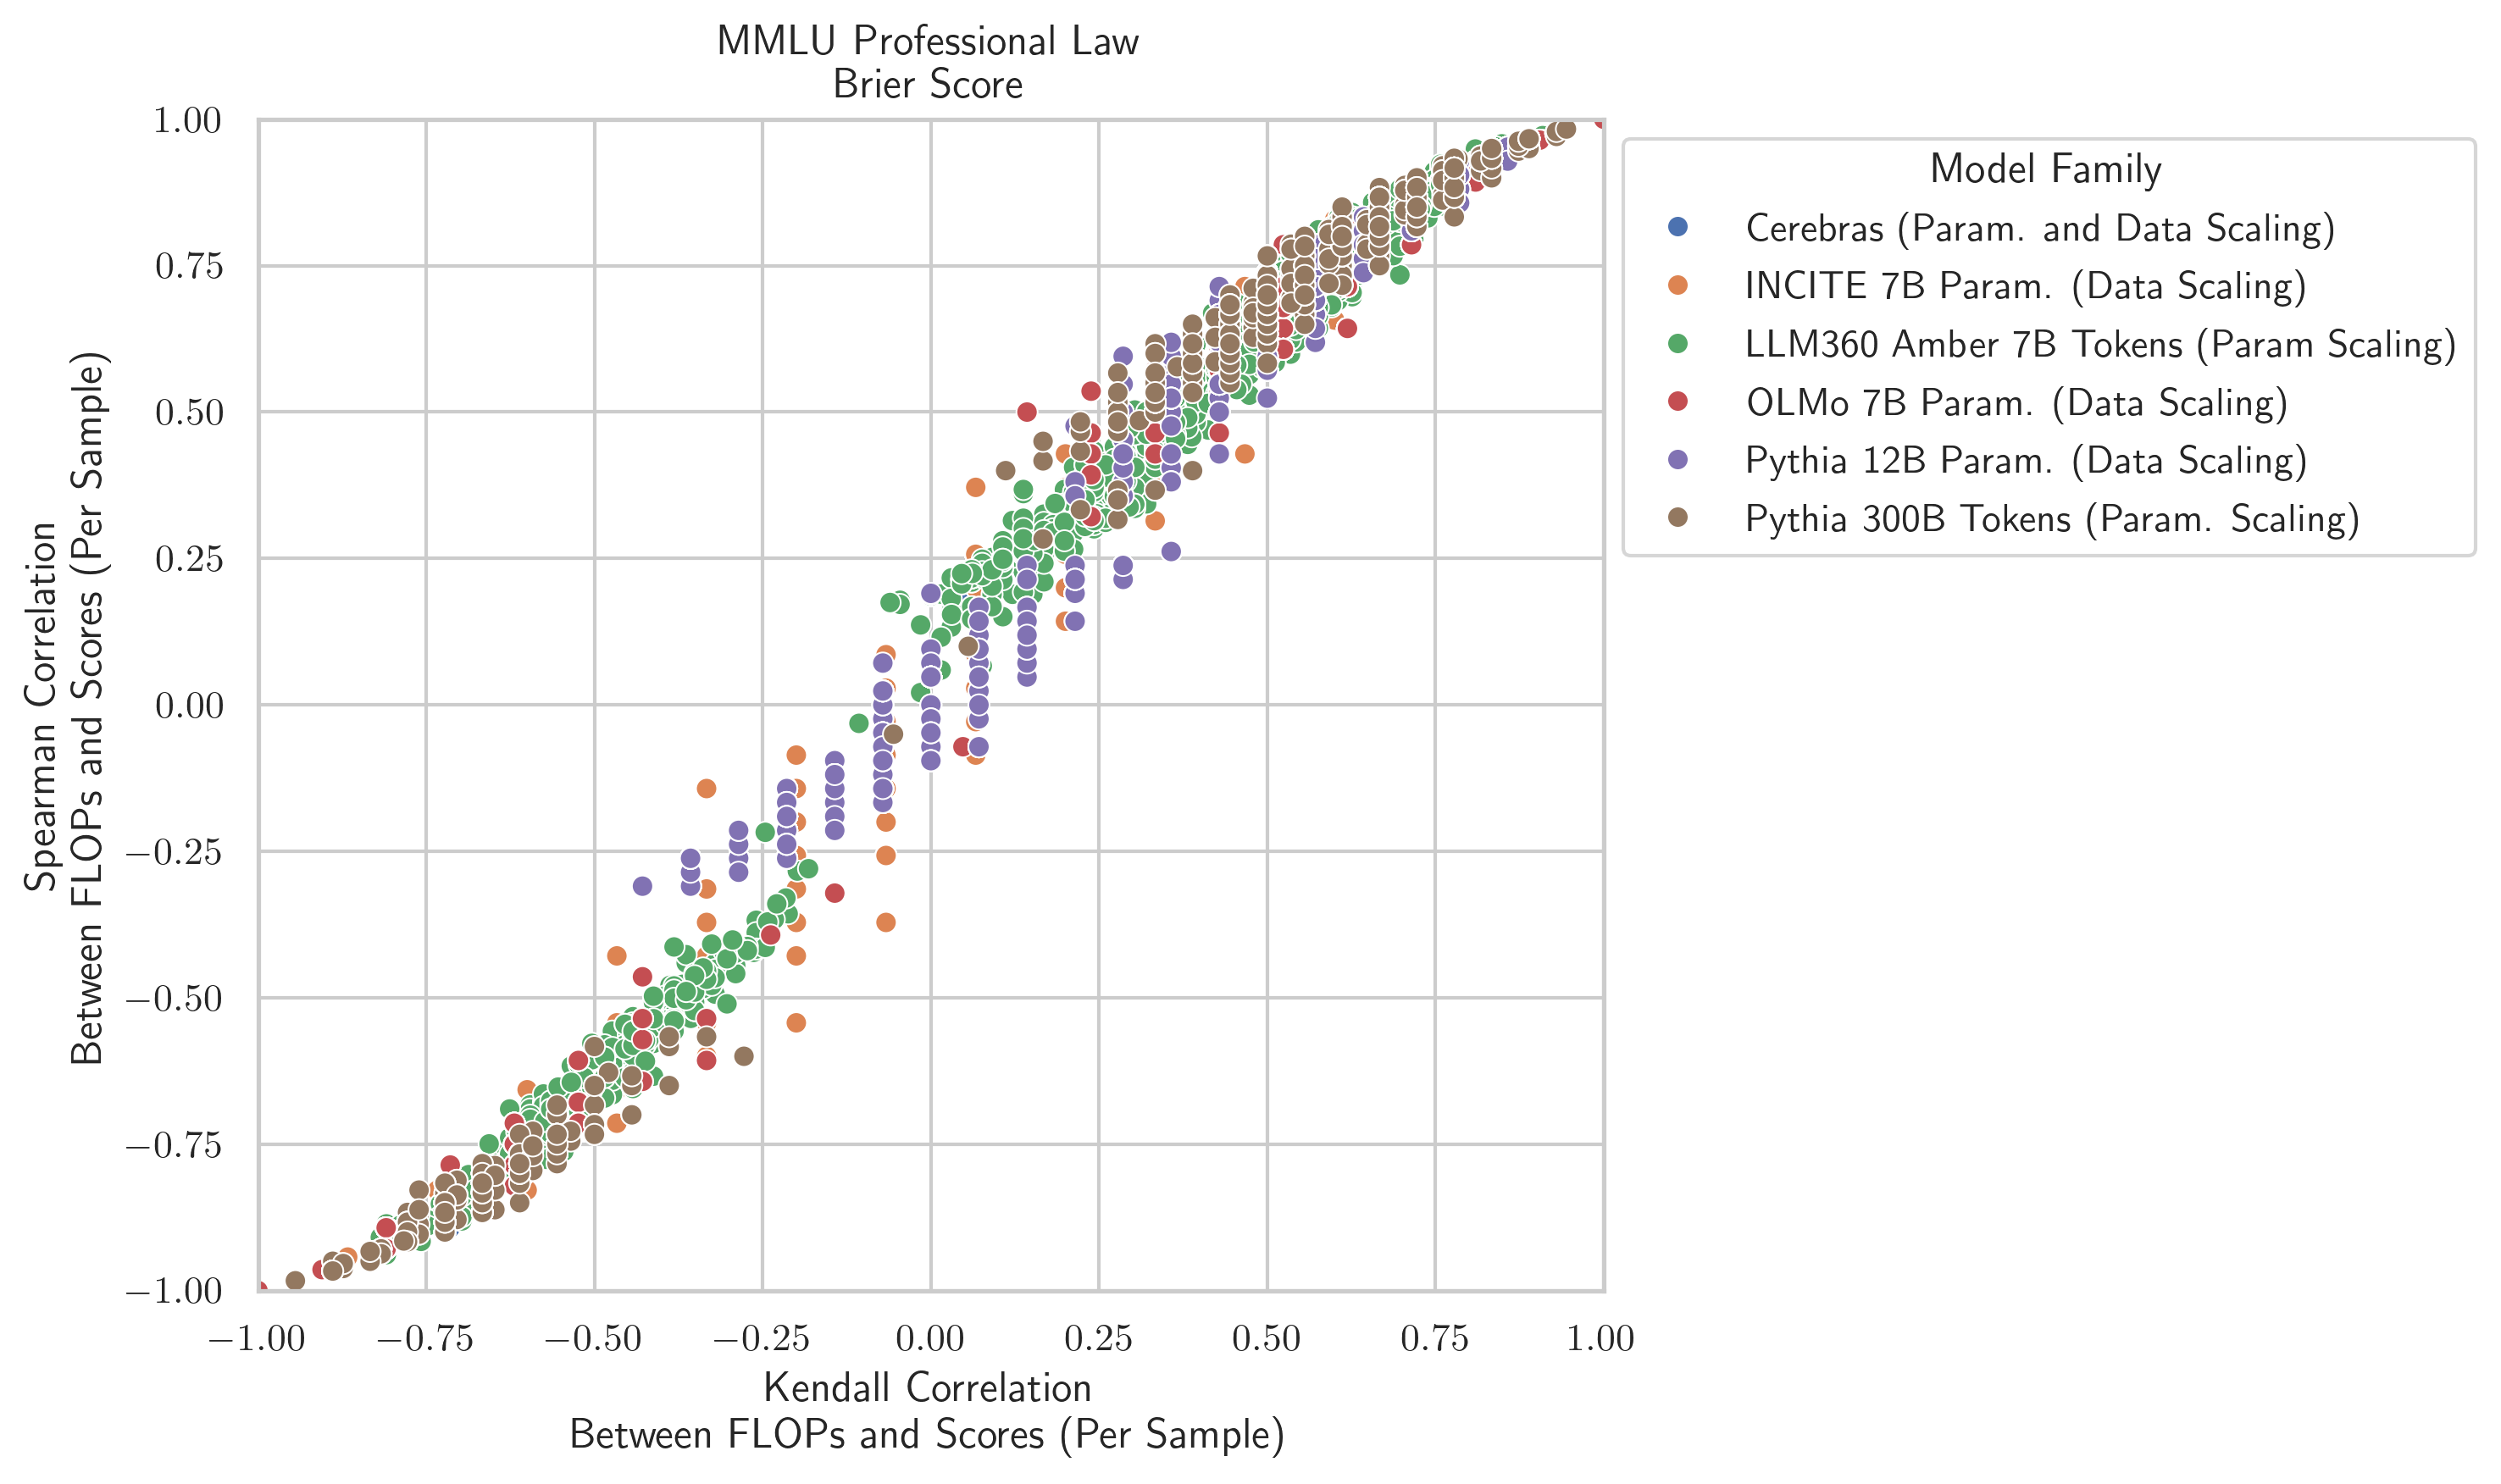 MMLU Professional Law
Brier Score
1.00
0.75
0.50
0.25
0.00
−0.25
−0.50
−0.75
−1.00
Spearman Correlation
Between FLOPs and Scores (Per Sample)
−1.00 −0.75 −0.50 −0.25 0.00 0.25 0.50 0.75 1.00
Kendall Correlation
Between FLOPs and Scores (Per Sample)
Model Family
Cerebras (Param. and Data Scaling)
INCITE 7B Param. (Data Scaling)
LLM360 Amber 7B Tokens (Param Scaling)
OLMo 7B Param. (Data Scaling)
Pythia 12B Param. (Data Scaling)
Pythia 300B Tokens (Param. Scaling)